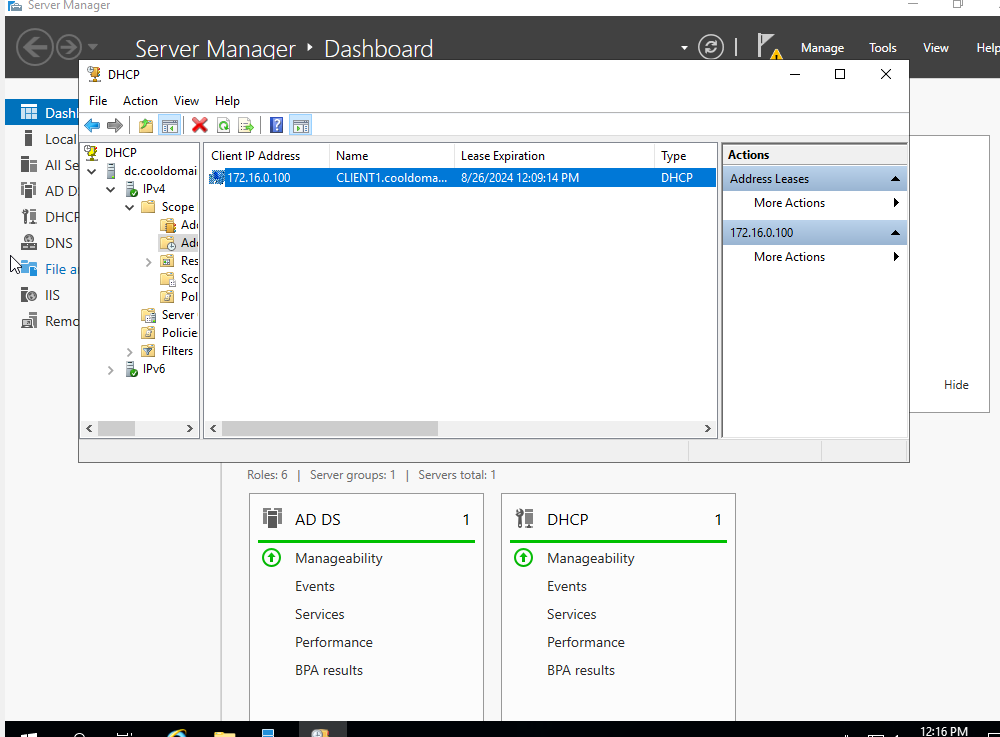 Server Manager
Server Manager ‣ Dashboard
Manage Tools View Help
DHCP
File Action View Help
Dash
Local
All Se
AD D
DHCP
DNS
File a
IIS
Remo
DHCP
dc.cooldomai
IPv4
Scope
Ad
Ad
Res
Sco
Pol
Server
Policie
Filters
IPv6
Client IP Address Name Lease Expiration Type
172.16.0.100 CLIENT1.cooldoma... 8/26/2024 12:09:14 PM DHCP
Actions
Address Leases
More Actions
172.16.0.100
More Actions
Hide
Roles: 6 | Server groups: 1 | Servers total: 1
AD DS 1
Manageability
Events
Services
Performance
BPA results
DHCP 1
Manageability
Events
Services
Performance
BPA results
12:16 PM